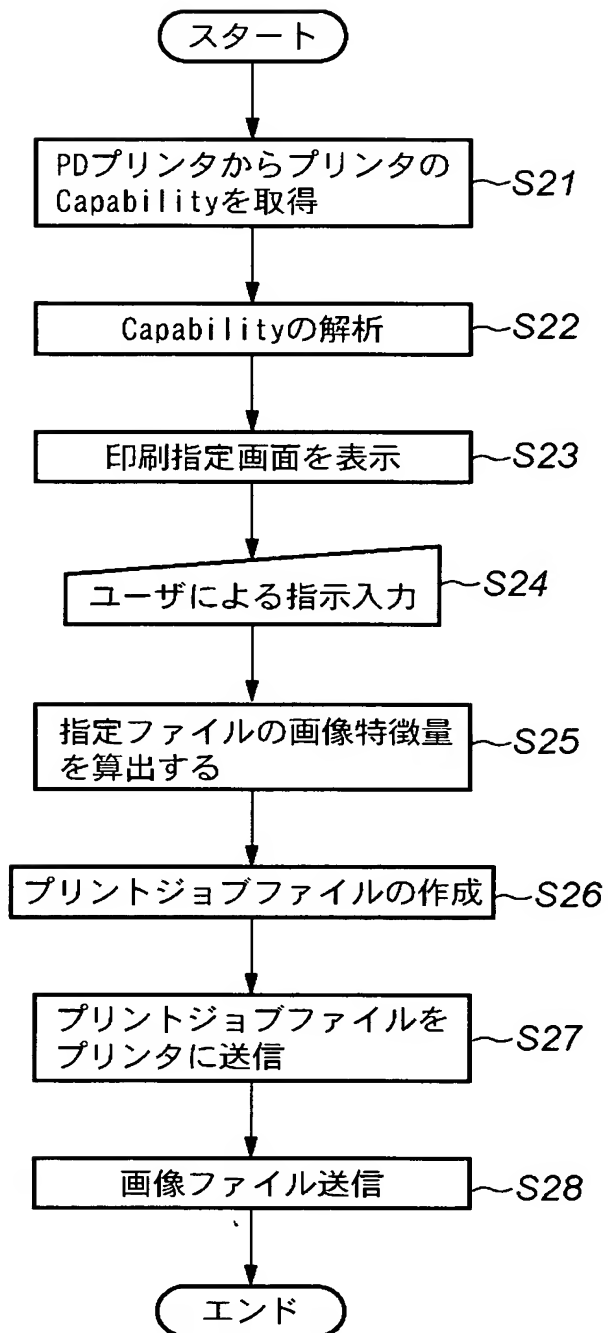 スタート
PDプリンタからプリンタの
Capabilityを取得
S21
Capabilityの解析
S22
印刷指定画面を表示
S23
ユーザによる指示入力
S24
指定ファイルの画像特徴量
を算出する
S25
プリントジョブファイルの作成
S26
プリントジョブファイルを
プリンタに送信
S27
画像ファイル送信
S28
エンド